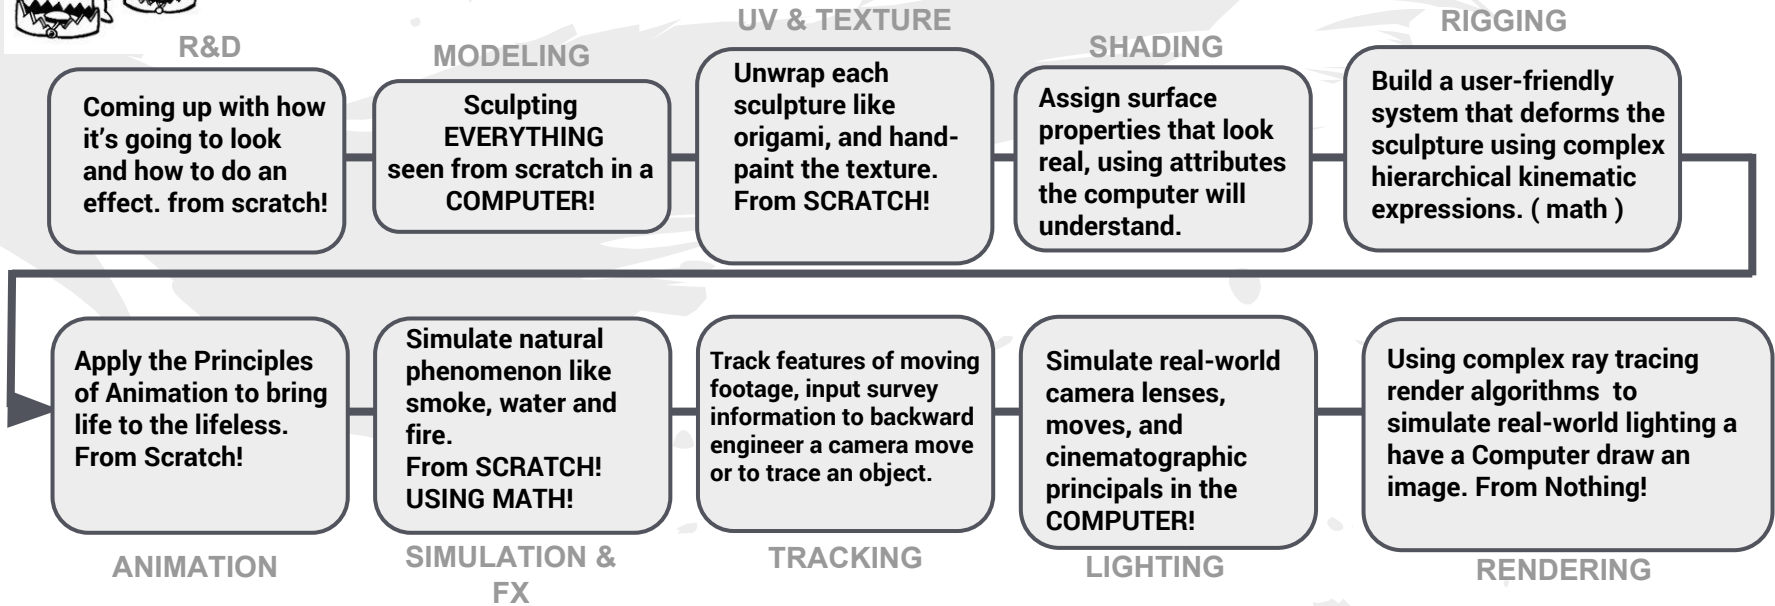 R&D
Coming up with how
it's going to look
and how to do an
effect. from scratch!
MODELING
Sculpting
EVERYTHING
seen from scratch in a
COMPUTER!
UV & TEXTURE
Unwrap each
sculpture like
origami, and hand-
paint the texture.
From SCRATCH!
SHADING
Assign surface
properties that look
real, using attributes
the computer will
understand.
RIGGING
Build a user-friendly
system that deforms the
sculpture using complex
hierarchical kinematic
expressions. ( math )
Apply the Principles
of Animation to bring
life to the lifeless.
From Scratch!
ANIMATION
Simulate natural
phenomenon like
smoke, water and
fire.
From SCRATCH!
USING MATH!
SIMULATION &
FX
Track features of moving
footage, input survey
information to backward
engineer a camera move
or to trace an object.
TRACKING
Simulate real-world
camera lenses,
moves, and
cinematographic
principals in the
COMPUTER!
LIGHTING
Using complex ray tracing
render algorithms  to
simulate real-world lighting a
have a Computer draw an
image. From Nothing!
RENDERING